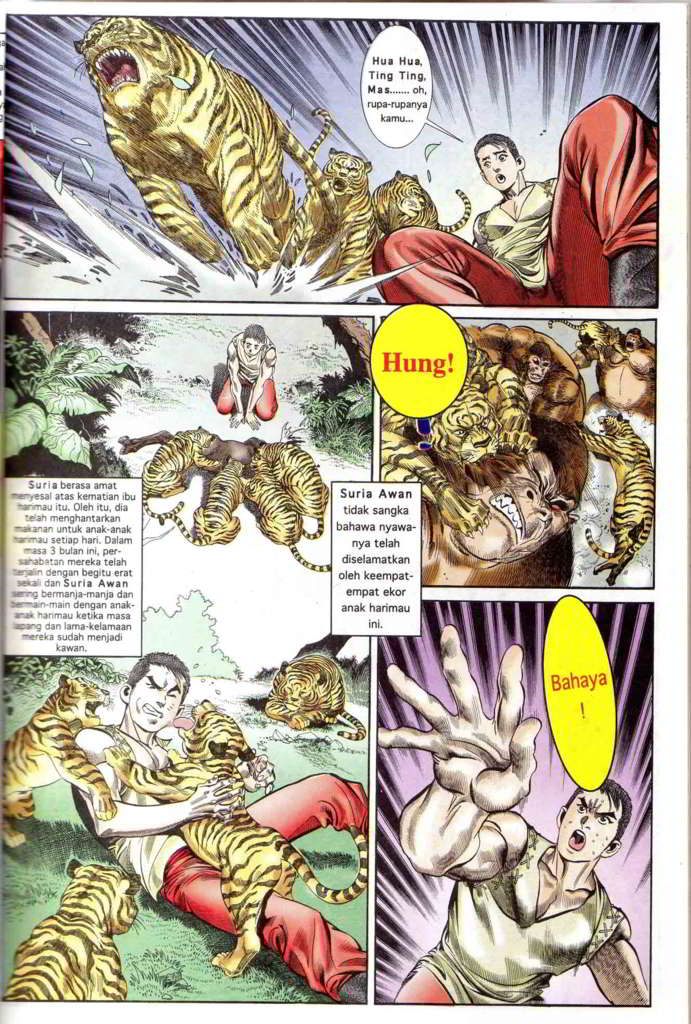 Hua Hua,
Ting Ting,
Mas....... oh,
rupa-rupanya
kamu...
Suria berasa amat
menyesal atas kematian ibu
harimau itu. Oleh itu, dia
telah menghantarkan
makanan untuk anak-anak
harimau setiap hari. Dalam
masa 3 bulan ini, per-
sahabatan mereka telah
terjalin dengan begitu erat
sekali dan Suria Awan
sering bermanja-manja dan
bermain-main dengan anak-
anak harimau ketika masa
lapang dan lama-kelamaan
mereka sudah menjadi
kawan.
Hung!
Suria Awan
tidak sangka
bahawa nyawa-
nya telah
diselamatkan
oleh keempat-
empat ekor
anak harimau
ini.
Bahaya
!